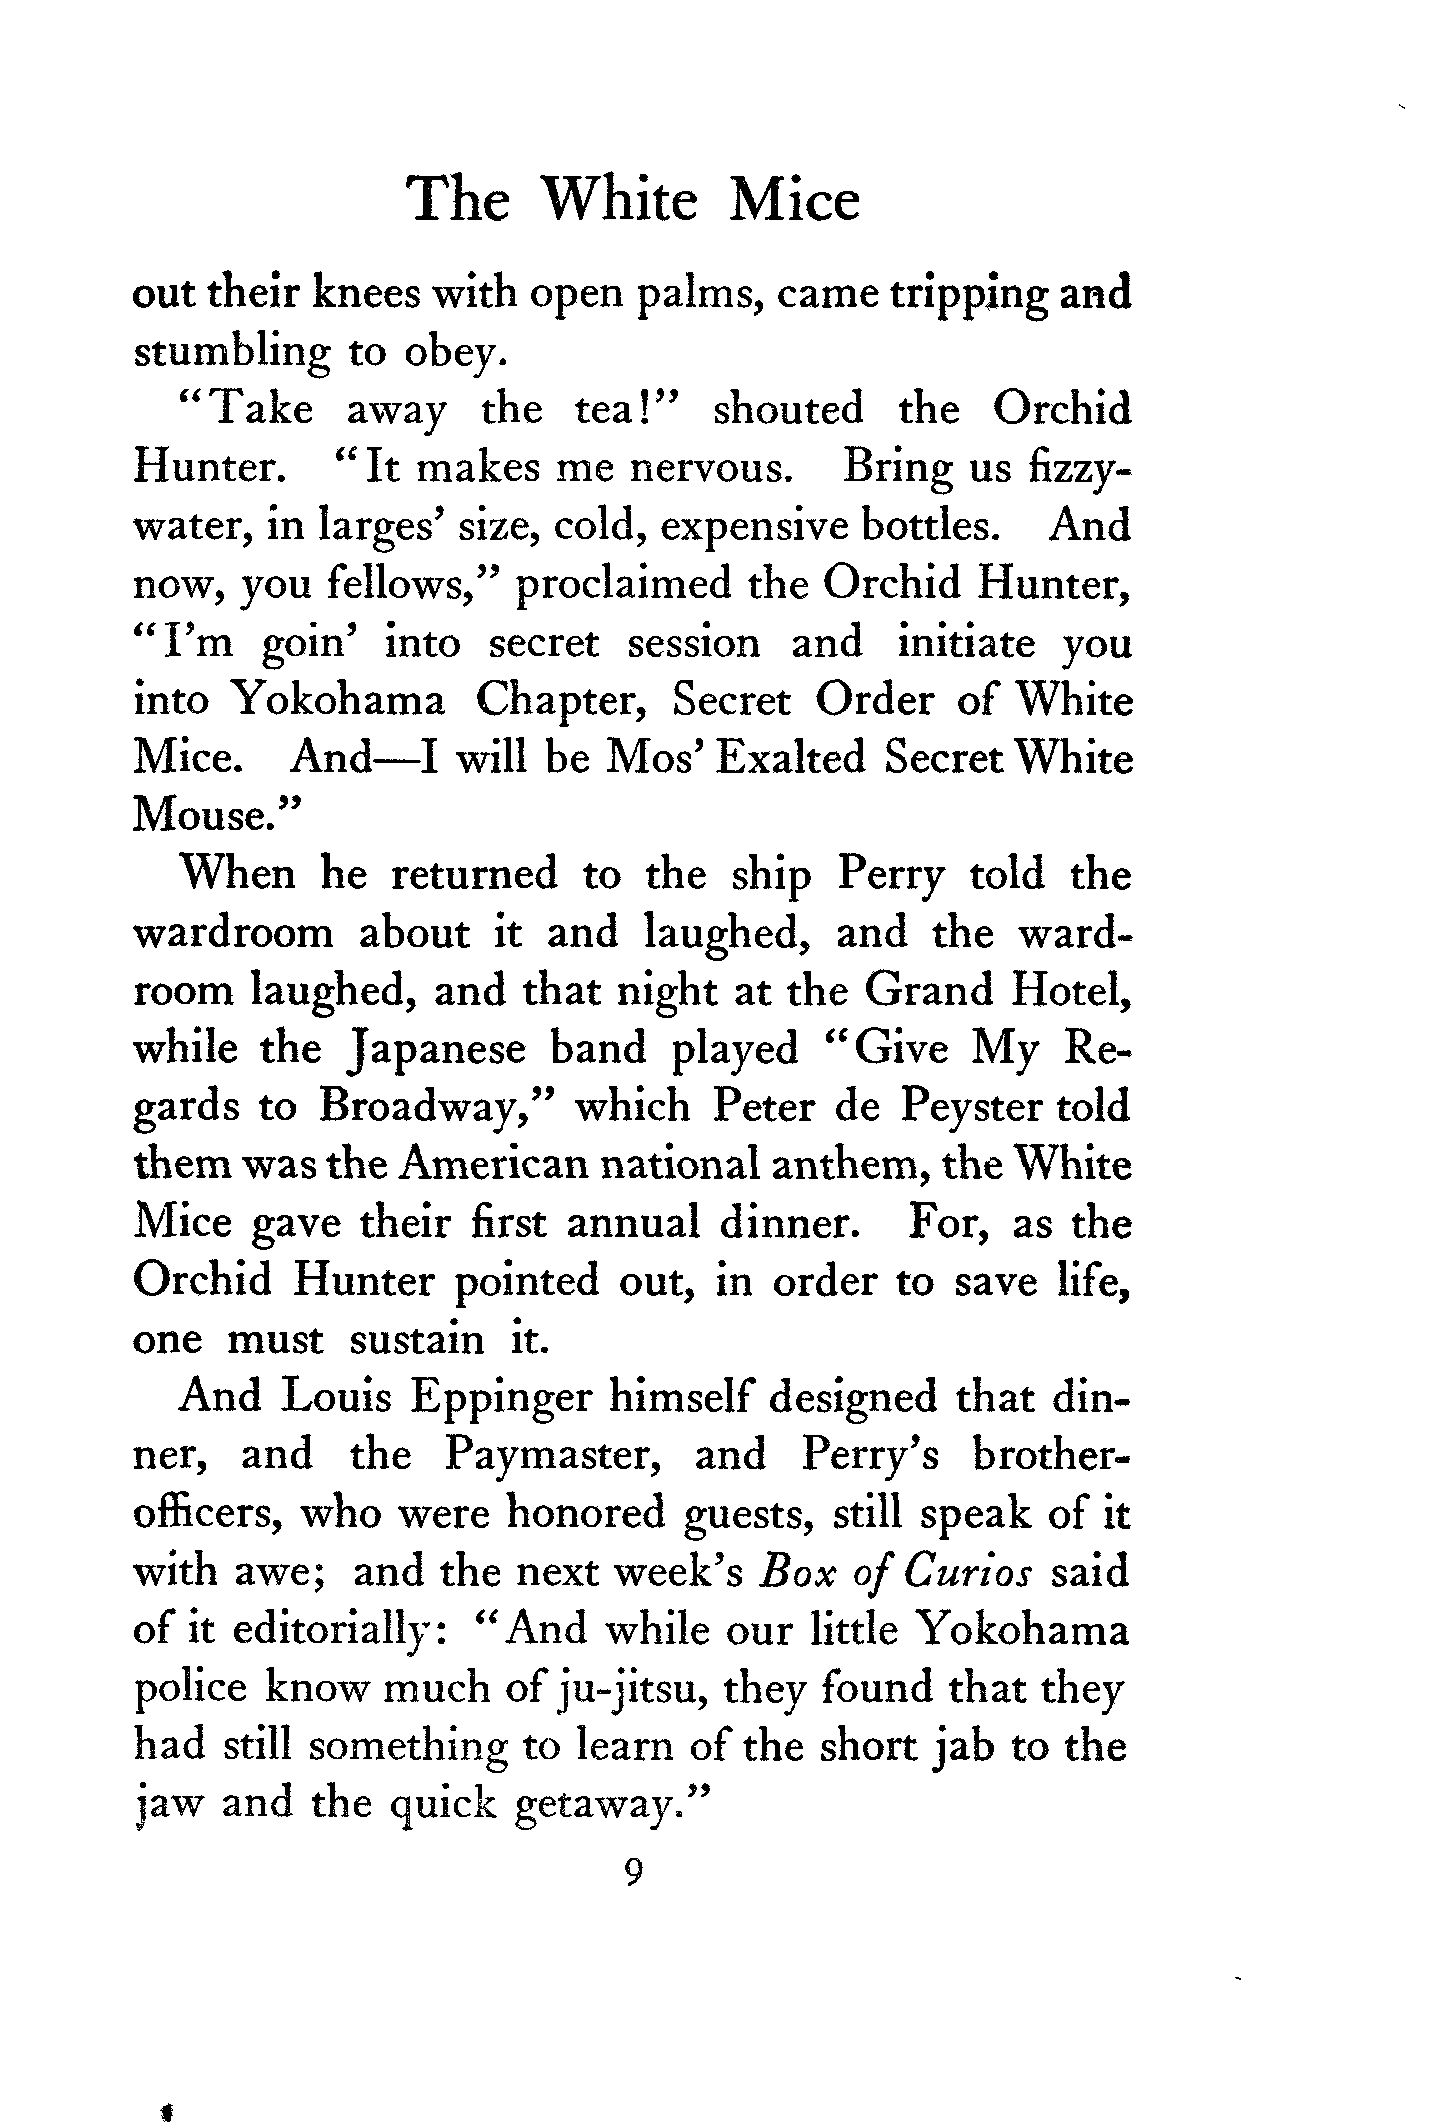 The White Mice
out their knees with open palms, came tripping and
stumbling to obey.
"Take away the tea!" shouted the Orchid
Hunter. "It makes me nervous. Bring us fizzy-
water, in larges' size, cold, expensive bottles. And
now, you fellows," proclaimed the Orchid Hunter,
"I'm goin' into secret session and initiate you
into Yokohama Chapter, Secret Order of White
Mice. And—I will be Mos' Exalted Secret White
Mouse."
When he returned to the ship Perry told the
wardroom about it and laughed, and the ward-
room laughed, and that night at the Grand Hotel,
while the Japanese band played "Give My Re-
gards to Broadway," which Peter de Peyster told
them was the American national anthem, the White
Mice gave their first annual dinner. For, as the
Orchid Hunter pointed out, in order to save life,
one must sustain it.
And Louis Eppinger himself designed that din-
ner, and the Paymaster, and Perry's brother-
officers, who were honored guests, still speak of it
with awe; and the next week's Box of Curios said
of it editorially: "And while our little Yokohama
police know much of ju-jitsu, they found that they
had still something to learn of the short jab to the
jaw and the quick getaway."
9